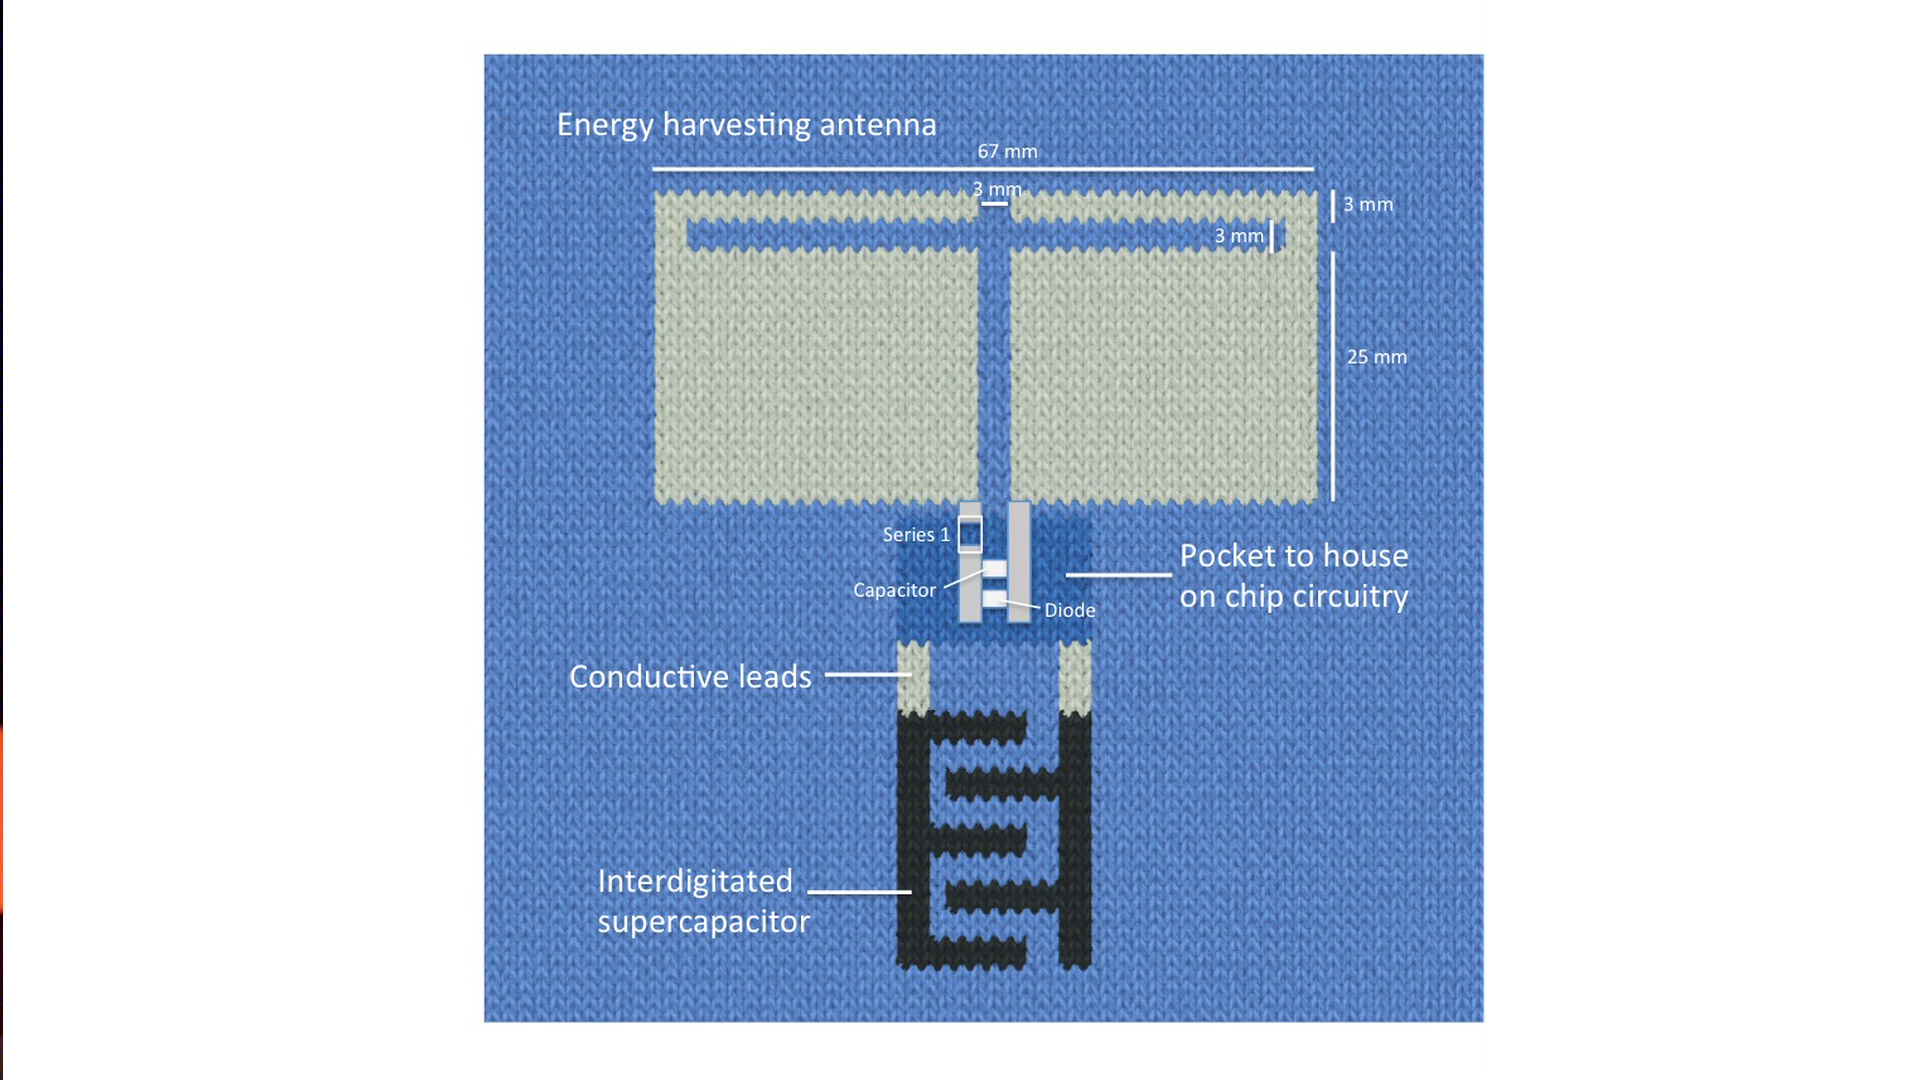 Energy harvesting antenna
67 mm
3 mm
3 mm
3 mm
25 mm
Series 1
Capacitor
Diode
Pocket to house
on chip circuitry
Conductive leads
Interdigitated
supercapacitor